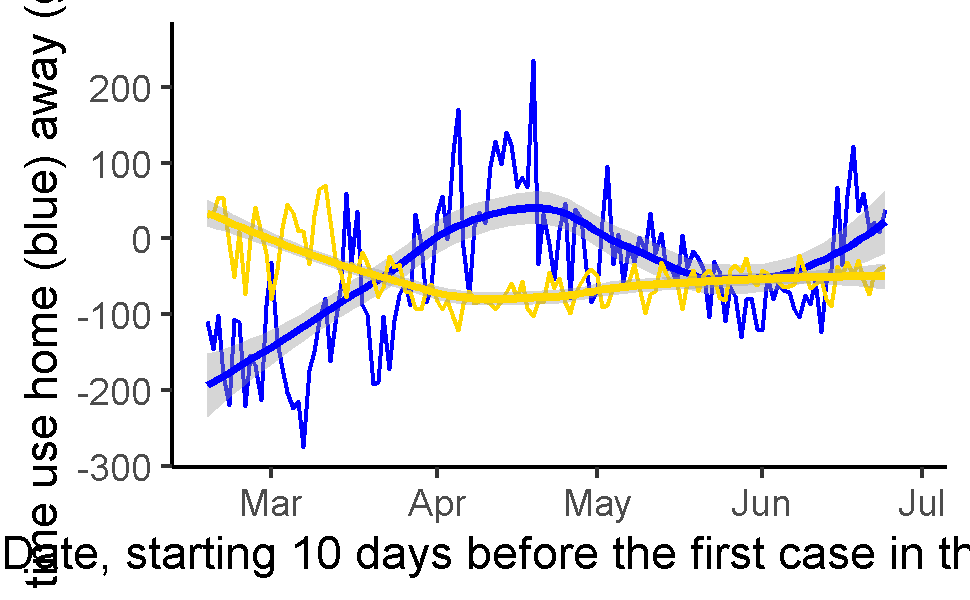 time use home (blue) away (
200
100
0
-100
-200
-300
Mar Apr May Jun Jul
Date, starting 10 days before the first case in th